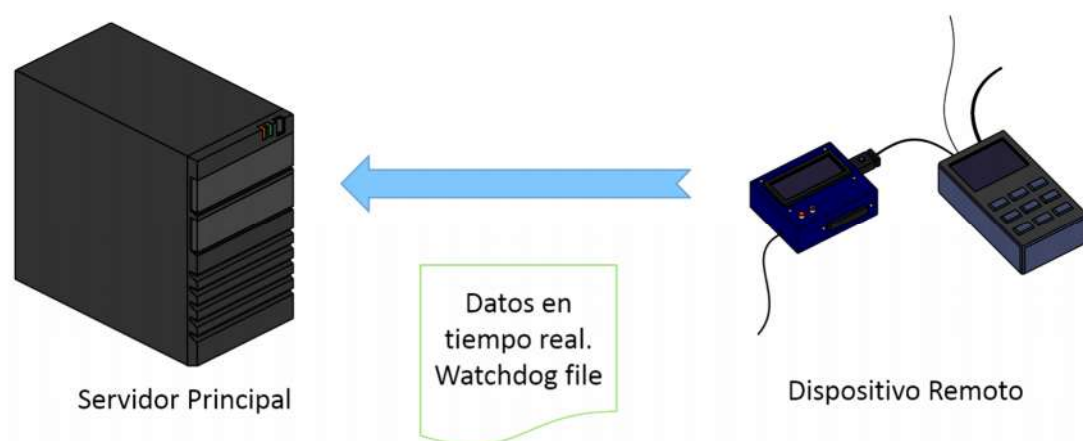 Datos en
tiempo real.
Watchdog file
Servidor Principal
Dispositivo Remoto